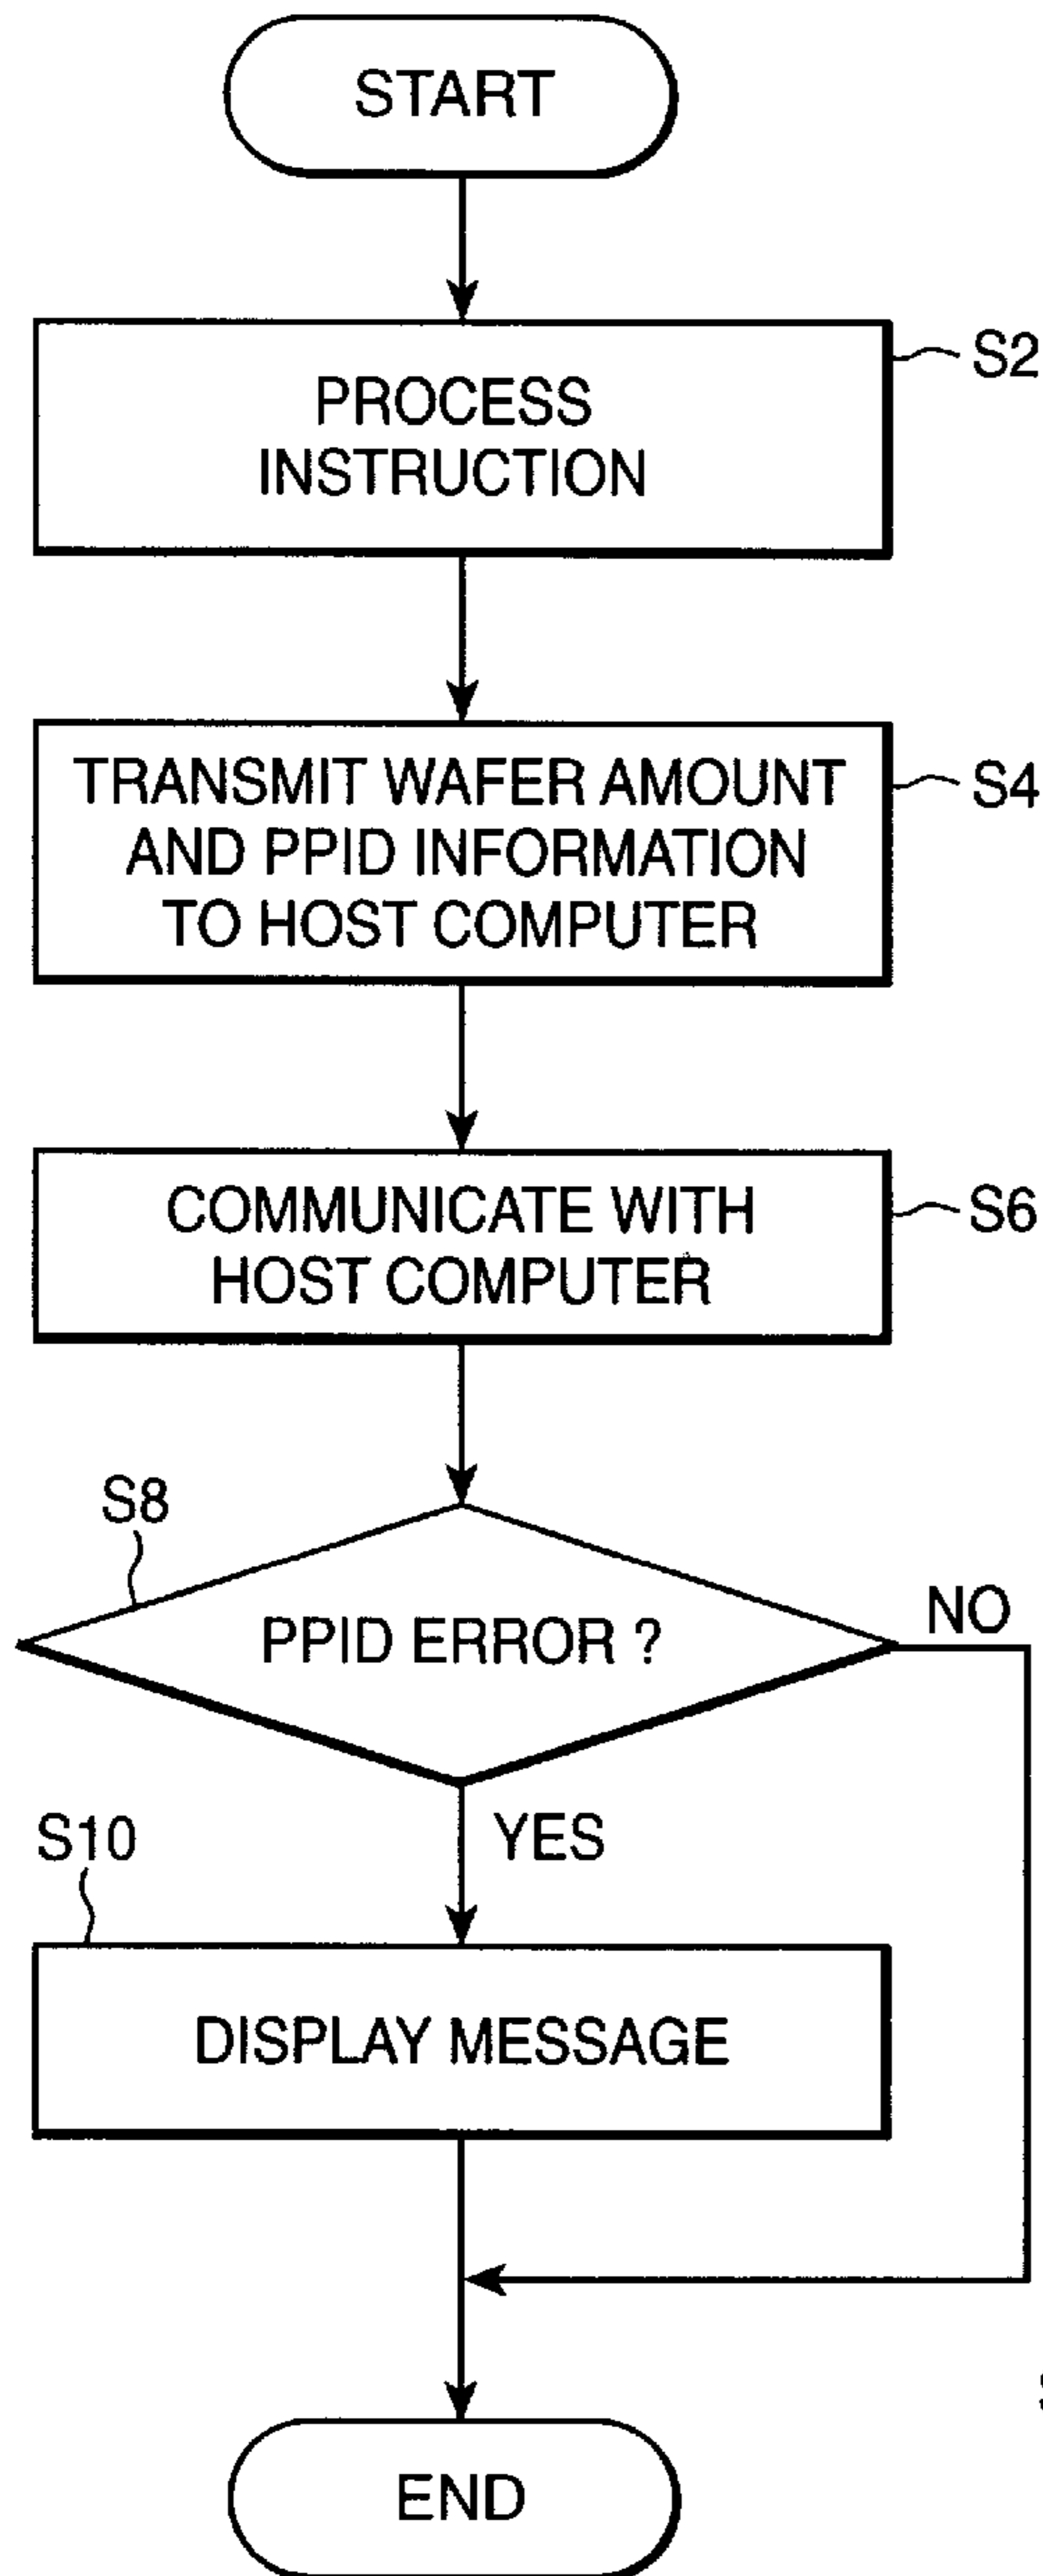 START
PROCESS
INSTRUCTION
S2
TRANSMIT WAFER AMOUNT
AND PPID INFORMATION
TO HOST COMPUTER
S4
COMMUNICATE WITH
HOST COMPUTER
S6
S8
PPID ERROR ?
NO
YES
S10
DISPLAY MESSAGE
END